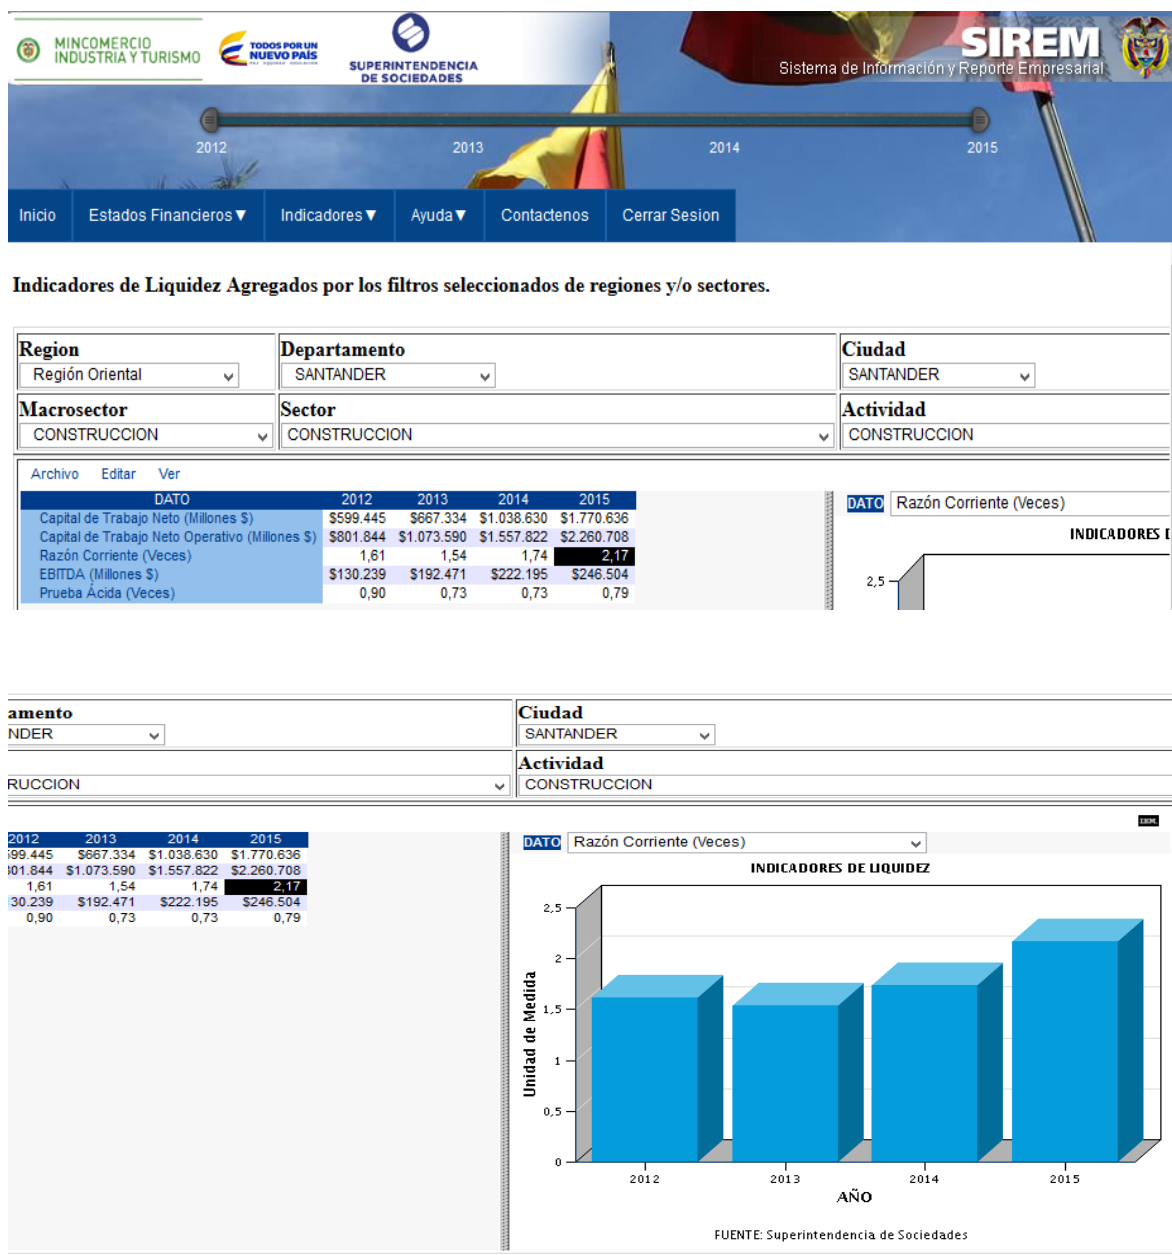 MINCOMERCIO
INDUSTRIA Y TURISMO
TODOS POR UN
NUEVO PAÍS
SUPERINTENDENCIA
DE SOCIEDADES
SIREM
Sistema de Información y Reporte Empresarial
2012 2013 2014 2015
Inicio Estados Financieros▼ Indicadores▼ Ayuda▼ Contactenos Cerrar Sesion
Indicadores de Liquidez Agregados por los filtros seleccionados de regiones y/o sectores.
Region Departamento Ciudad
Región Oriental SANTANDER SANTANDER
Macrosector Sector Actividad
CONSTRUCCION CONSTRUCCION CONSTRUCCION
Archivo Editar Ver
DATO 2012 2013 2014 2015
Capital de Trabajo Neto (Millones $) $599.445 $667.334 $1.038.630 $1.770.636
Capital de Trabajo Neto Operativo (Millones $) $801.844 $1.073.590 $1.557.822 $2.260.708
Razón Corriente (Veces) 1,61 1,54 1,74 2,17
EBITDA (Millones $) $130.239 $192.471 $222.195 $246.504
Prueba Ácida (Veces) 0,90 0,73 0,73 0,79
DATO Razón Corriente (Veces)
INDICADORES D
2,5
amento Ciudad
NDER SANTANDER
Actividad
RUCCION CONSTRUCCION
IBM.
2012 2013 2014 2015
99.445 $667.334 $1.038.630 $1.770.636
01.844 $1.073.590 $1.557.822 $2.260.708
1,61 1,54 1,74 2,17
30.239 $192.471 $222.195 $246.504
0,90 0,73 0,73 0,79
DATO Razón Corriente (Veces)
INDICADORES DE LIQUIDEZ
Unidad de Medida
2,5
2
1,5
1
0,5
0
2012 2013 2014 2015
AÑO
FUENTE: Superintendencia de Sociedades